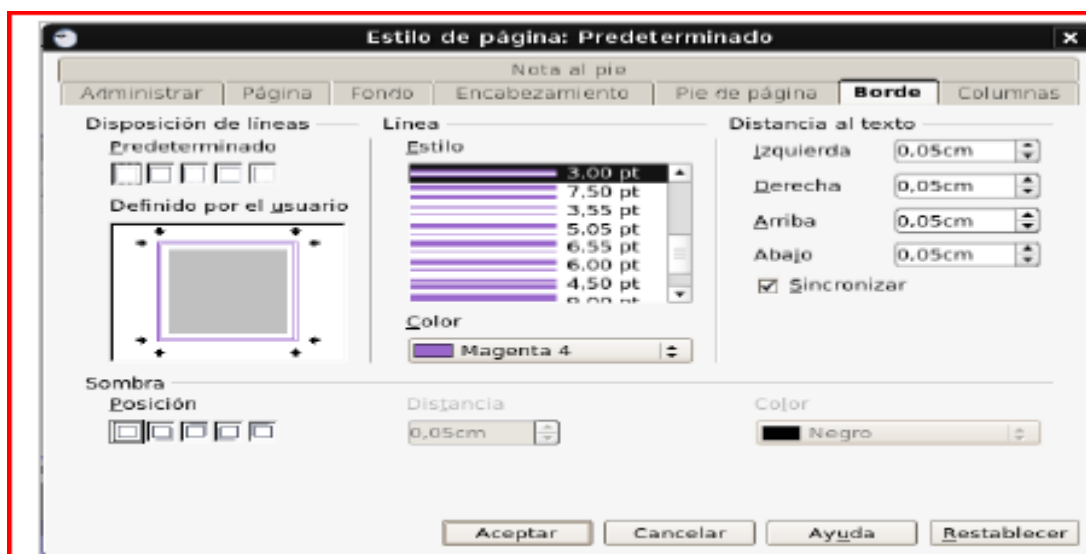 Estilo de página: Predeterminado
Nota al pie
Administrar Página Fondo Encabezamiento Pie de página Borde Columnas
Disposición de líneas
Predeterminado
Definido por el usuario
Línea
Estilo
3,00 pt
7,50 pt
3,55 pt
5,05 pt
6,55 pt
6,00 pt
4,50 pt
9,00 pt
Color
Magenta 4
Distancia al texto
Izquierda 0,05cm
Derecha 0,05cm
Arriba 0,05cm
Abajo 0,05cm
Sincronizar
Sombra
Posición
Distancia
0,05cm
Color
Negro
Aceptar Cancelar Ayuda Restablecer